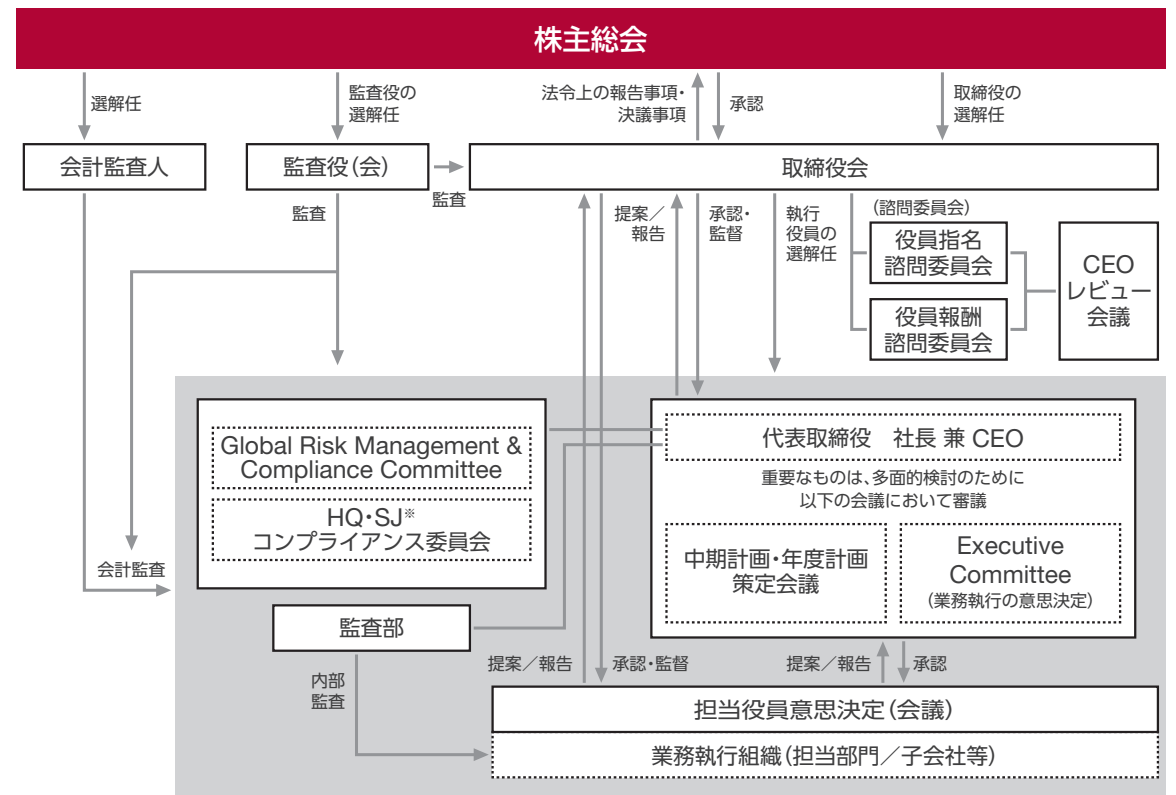 株主総会
選解任
監査役の
選解任
法令上の報告事項・
決議事項
承認
取締役の
選解任
会計監査人
監査役(会)
監査
取締役会
監査
提案／
報告
承認・
監督
執行
役員の
選解任
(諮問委員会)
役員指名
諮問委員会
役員報酬
諮問委員会
CEO
レビュー
会議
Global Risk Management &
Compliance Committee
HQ・SJ※
コンプライアンス委員会
代表取締役　社長 兼 CEO
重要なものは、多面的検討のために
以下の会議において審議
中期計画・年度計画
策定会議
Executive
Committee
(業務執行の意思決定)
会計監査
監査部
内部
監査
提案／報告
承認・監督
提案／報告
承認
担当役員意思決定(会議)
業務執行組織(担当部門／子会社等)